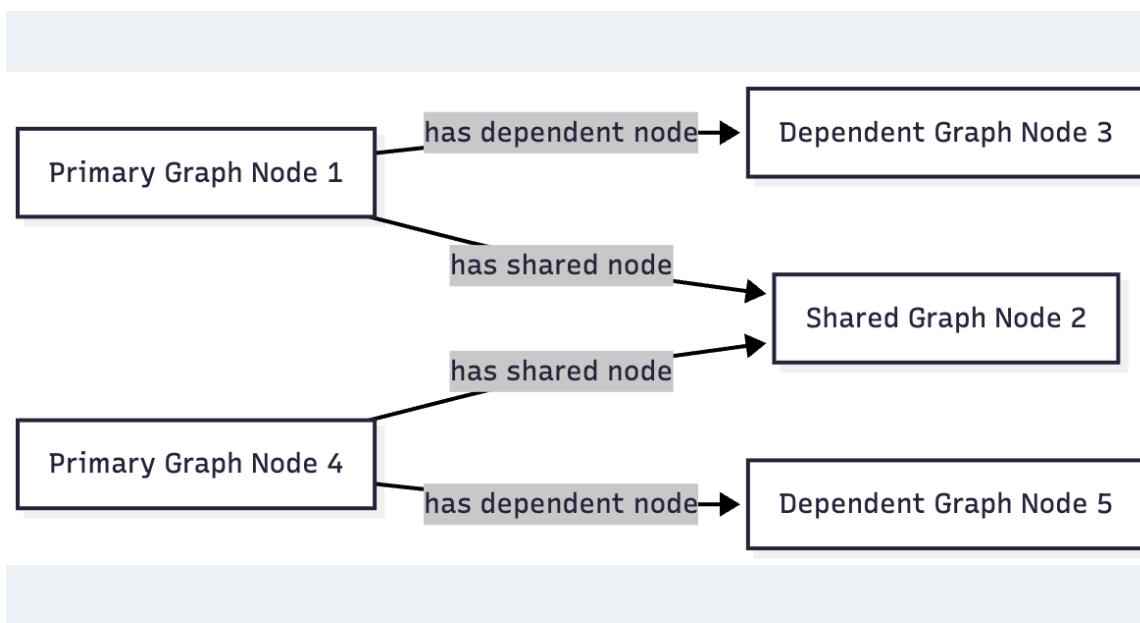 has dependent node
Dependent Graph Node 3
Primary Graph Node 1
has shared node
Shared Graph Node 2
has shared node
Primary Graph Node 4
has dependent node
Dependent Graph Node 5